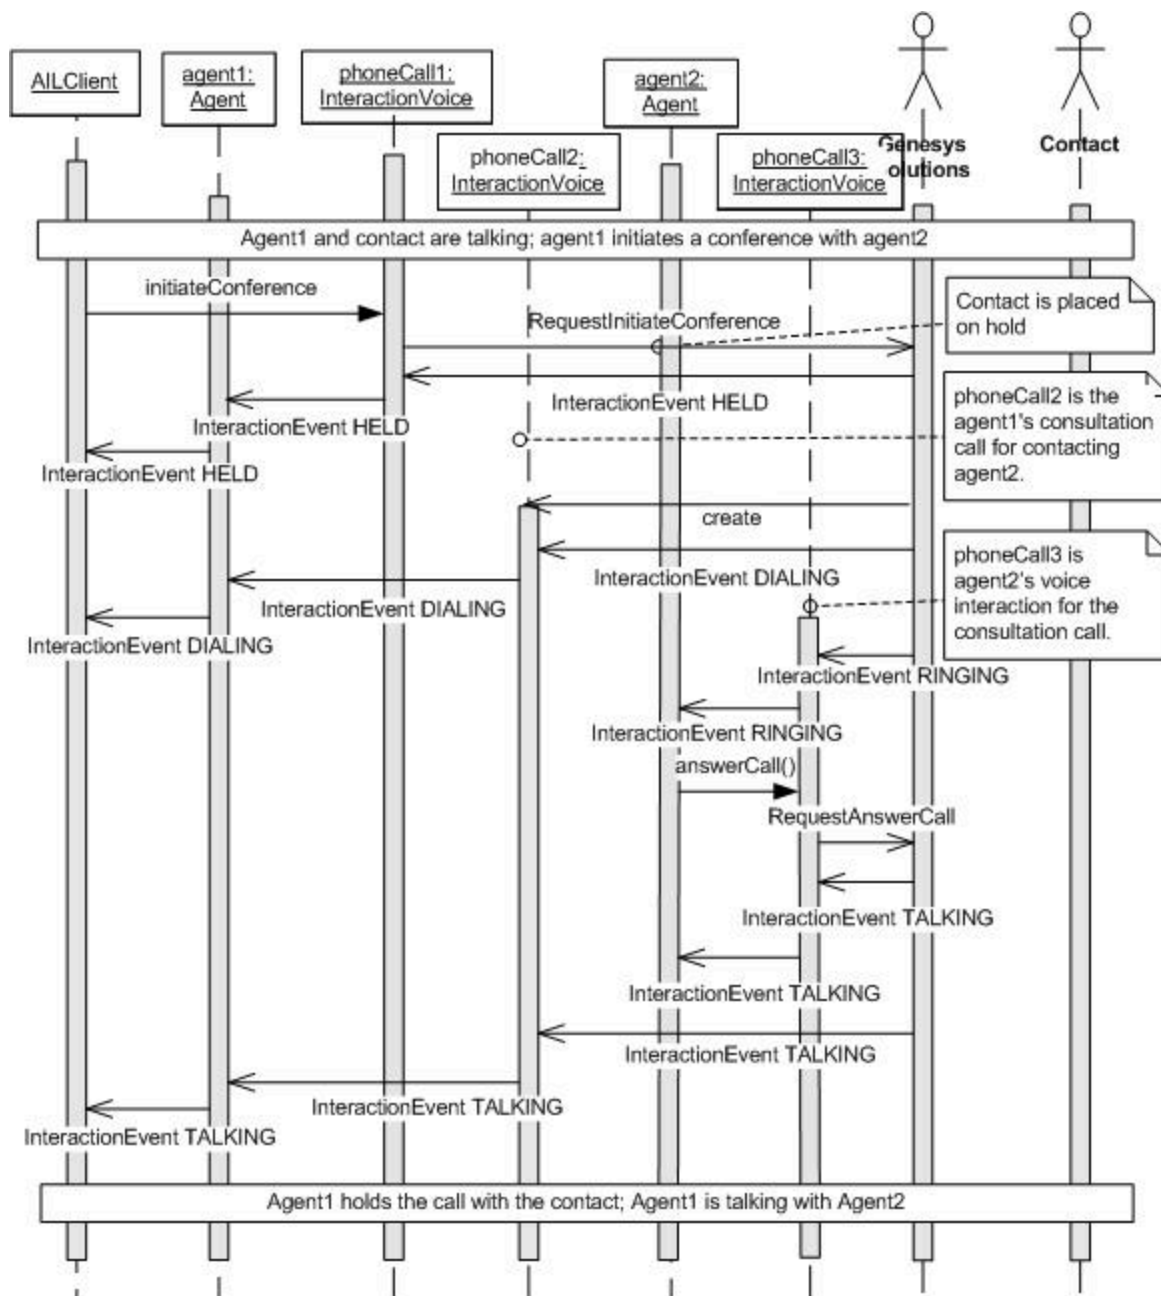 AILClient
agent1:
Agent
phoneCall1:
InteractionVoice
phoneCall2:
InteractionVoice
agent2:
Agent
phoneCall3:
InteractionVoice
Genesys
olutions
Contact
Agent1 and contact are talking; agent1 initiates a conference with agent2
initiateConference
RequestInitiateConference
Contact is placed
on hold
InteractionEvent HELD
InteractionEvent HELD
InteractionEvent HELD
phoneCall2 is the
agent1's consultation
call for contacting
agent2.
create
InteractionEvent DIALING
InteractionEvent DIALING
InteractionEvent DIALING
phoneCall3 is
agent2's voice
interaction for the
consultation call.
InteractionEvent RINGING
InteractionEvent RINGING
answerCall()
RequestAnswerCall
InteractionEvent TALKING
InteractionEvent TALKING
InteractionEvent TALKING
InteractionEvent TALKING
InteractionEvent TALKING
Agent1 holds the call with the contact; Agent1 is talking with Agent2